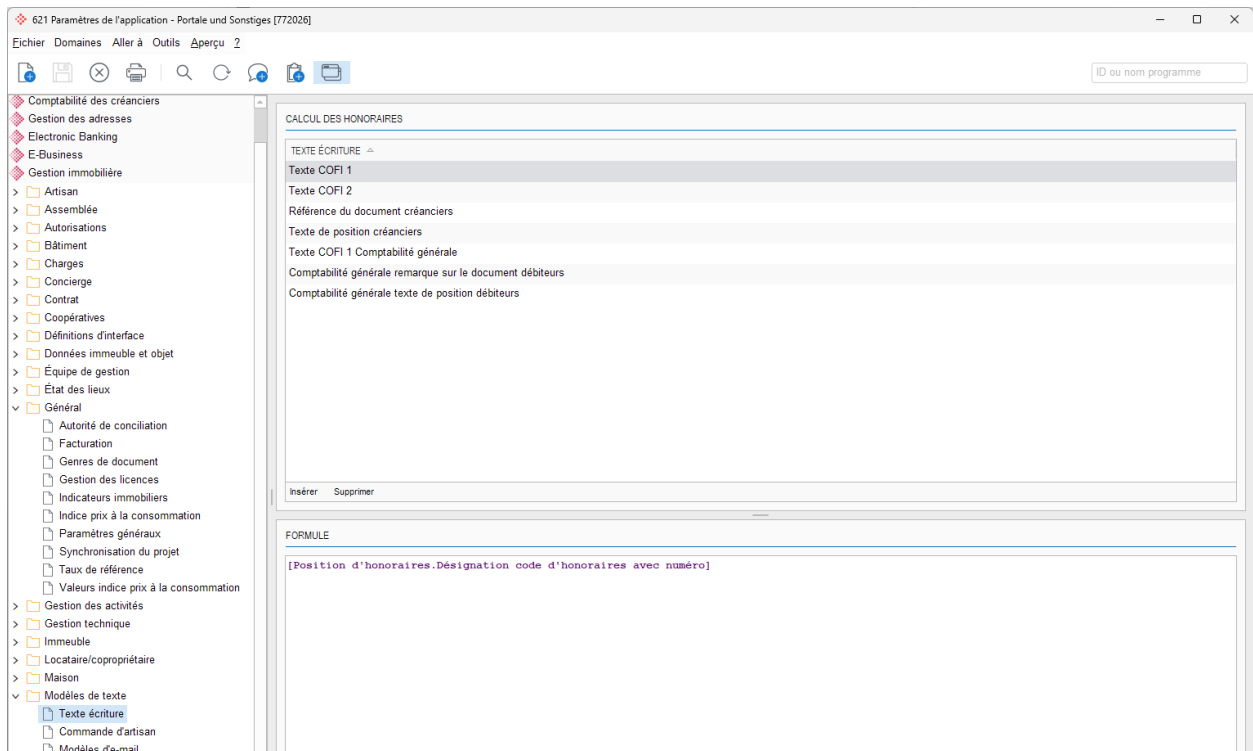 621 Paramètres de l'application - Portale und Sonstiges [772026]
Fichier Domaines Aller à Outils Aperçu ?
ID ou nom programme
Comptabilité des créanciers
Gestion des adresses
Electronic Banking
E-Business
Gestion immobilière
Artisan
Assemblée
Autorisations
Bâtiment
Charges
Concierge
Contrat
Coopératives
Définitions d'interface
Données immeuble et objet
Équipe de gestion
État des lieux
Général
Autorité de conciliation
Facturation
Genres de document
Gestion des licences
Indicateurs immobiliers
Indice prix à la consommation
Paramètres généraux
Synchronisation du projet
Taux de référence
Valeurs indice prix à la consommation
Gestion des activités
Gestion technique
Immeuble
Locataire/copropriétaire
Maison
Modèles de texte
Texte écriture
Commande d'artisan
Modèles d'e-mail
CALCUL DES HONORAIRES
TEXTE ÉCRITURE
Texte COFI 1
Texte COFI 2
Référence du document créanciers
Texte de position créanciers
Texte COFI 1 Comptabilité générale
Comptabilité générale remarque sur le document débiteurs
Comptabilité générale texte de position débiteurs
Insérer Supprimer
FORMULE
[Position d'honoraires.Désignation code d'honoraires avec numéro]